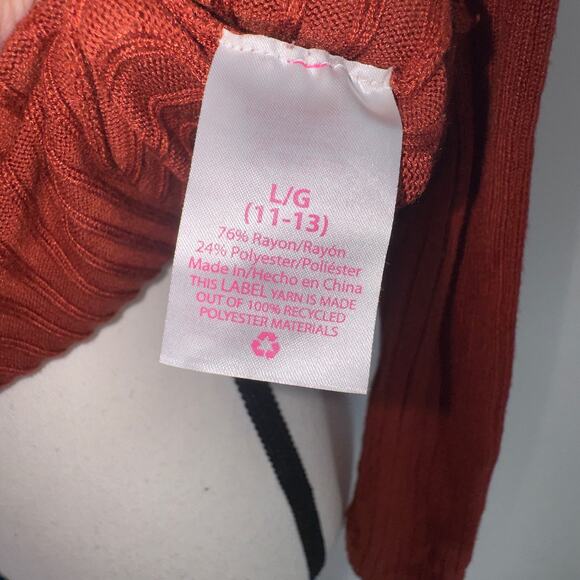 L/G
(11-13)
76% Rayon/Rayón
24% Polyester/Poliéster
Made in/Hecho en China
THIS LABEL YARN IS MADE
OUT OF 100% RECYCLED
POLYESTER MATERIALS